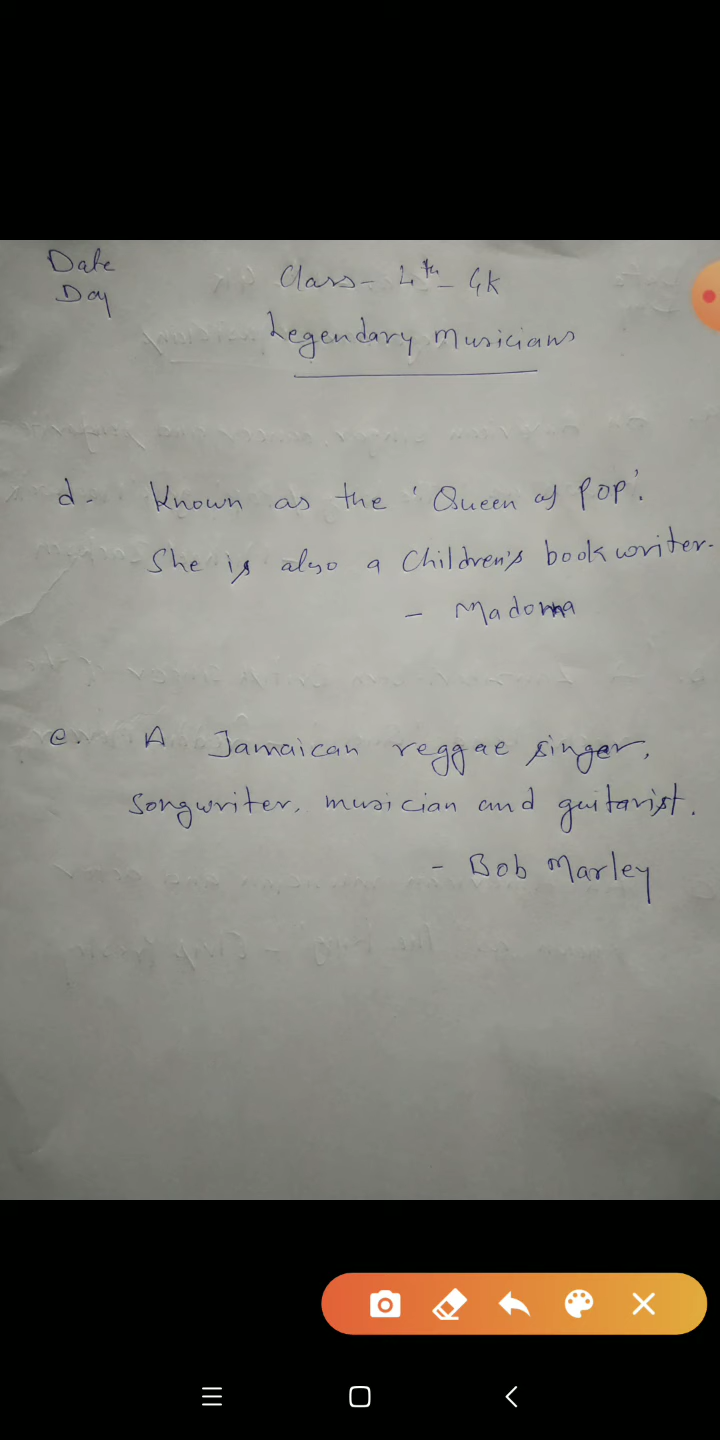 Date
Day
Class - 4th - GK
Legendary Musicians
d. Known as the 'Queen of Pop'.
She is also a Children's book writer.
- Madonna
e. A Jamaican reggae singer,
songwriter, musician and guitarist.
- Bob Marley